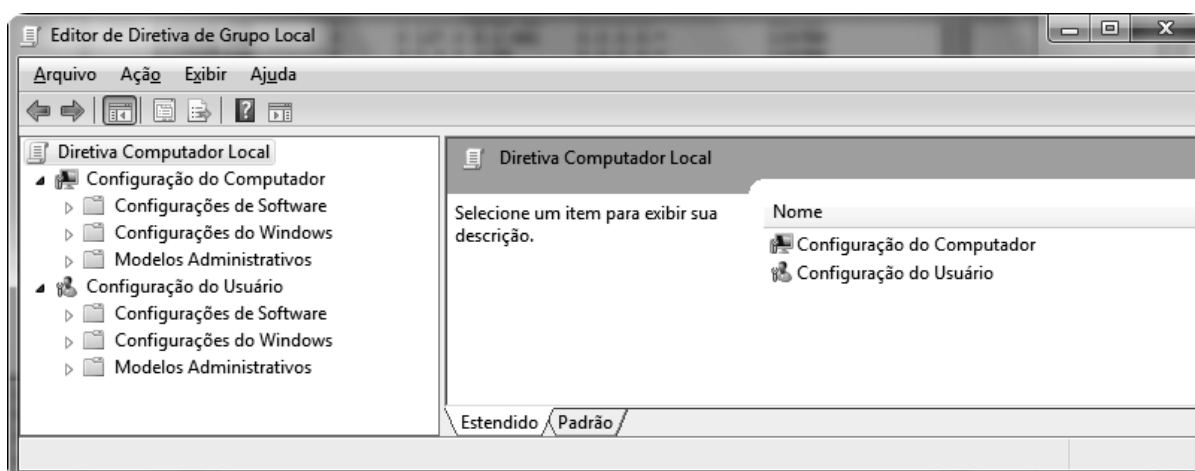 Editor de Diretiva de Grupo Local
Arquivo Ação Exibir Ajuda
Diretiva Computador Local
Configuração do Computador
Configurações de Software
Configurações do Windows
Modelos Administrativos
Configuração do Usuário
Configurações de Software
Configurações do Windows
Modelos Administrativos
Diretiva Computador Local
Selecione um item para exibir sua
descrição.
Nome
Configuração do Computador
Configuração do Usuário
Estendido Padrão